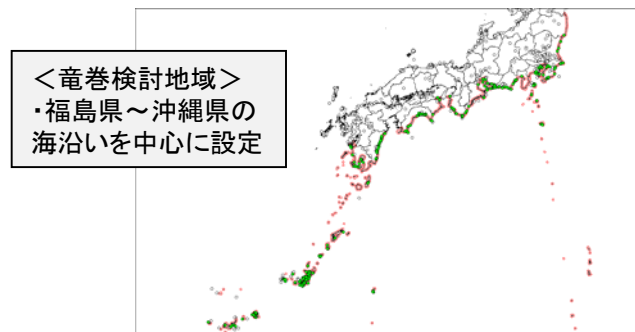 ＜竜巻検討地域＞
・福島県～沖縄県の
海沿いを中心に設定